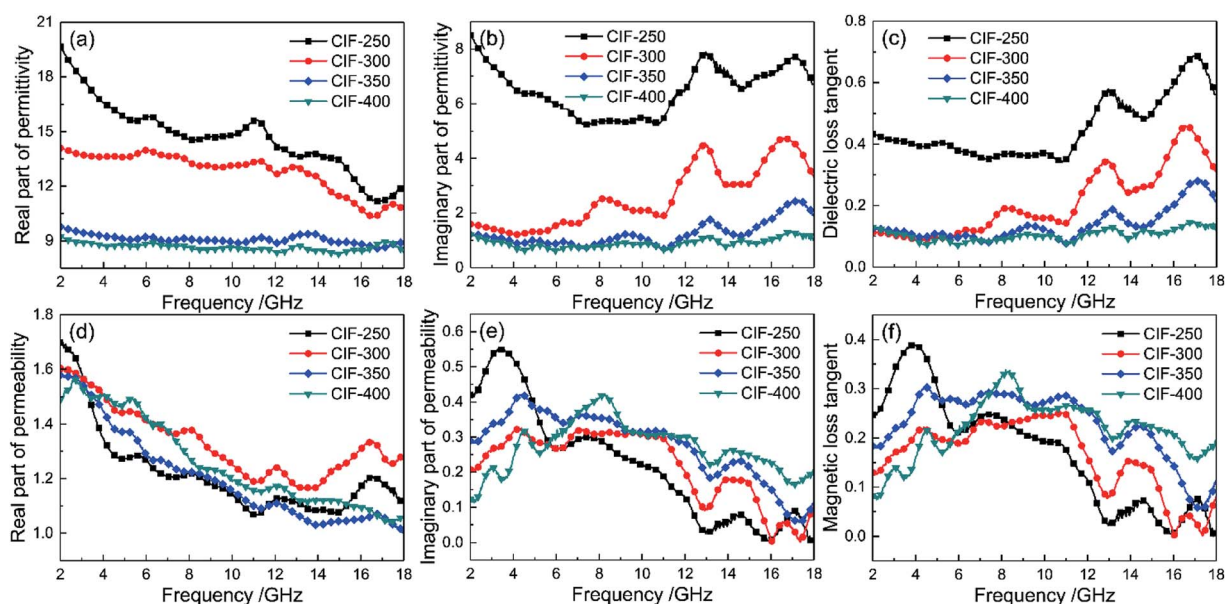 (a)
CIF-250
CIF-300
CIF-350
CIF-400
21
18
15
12
9
Real part of permittivity
2 4 6 8 10 12 14 16 18
Frequency /GHz
(b)
CIF-250
CIF-300
CIF-350
CIF-400
8
6
4
2
0
Imaginary part of permittivity
2 4 6 8 10 12 14 16 18
Frequency /GHz
(c)
CIF-250
CIF-300
CIF-350
CIF-400
0.8
0.6
0.4
0.2
0.0
Dielectric loss tangent
2 4 6 8 10 12 14 16 18
Frequency /GHz
(d)
CIF-250
CIF-300
CIF-350
CIF-400
1.8
1.6
1.4
1.2
1.0
Real part of permeability
2 4 6 8 10 12 14 16 18
Frequency /GHz
(e)
CIF-250
CIF-300
CIF-350
CIF-400
0.6
0.5
0.4
0.3
0.2
0.1
0.0
Imaginary part of permeability
2 4 6 8 10 12 14 16 18
Frequency /GHz
(f)
CIF-250
CIF-300
CIF-350
CIF-400
0.4
0.3
0.2
0.1
0.0
Magnetic loss tangent
2 4 6 8 10 12 14 16 18
Frequency /GHz